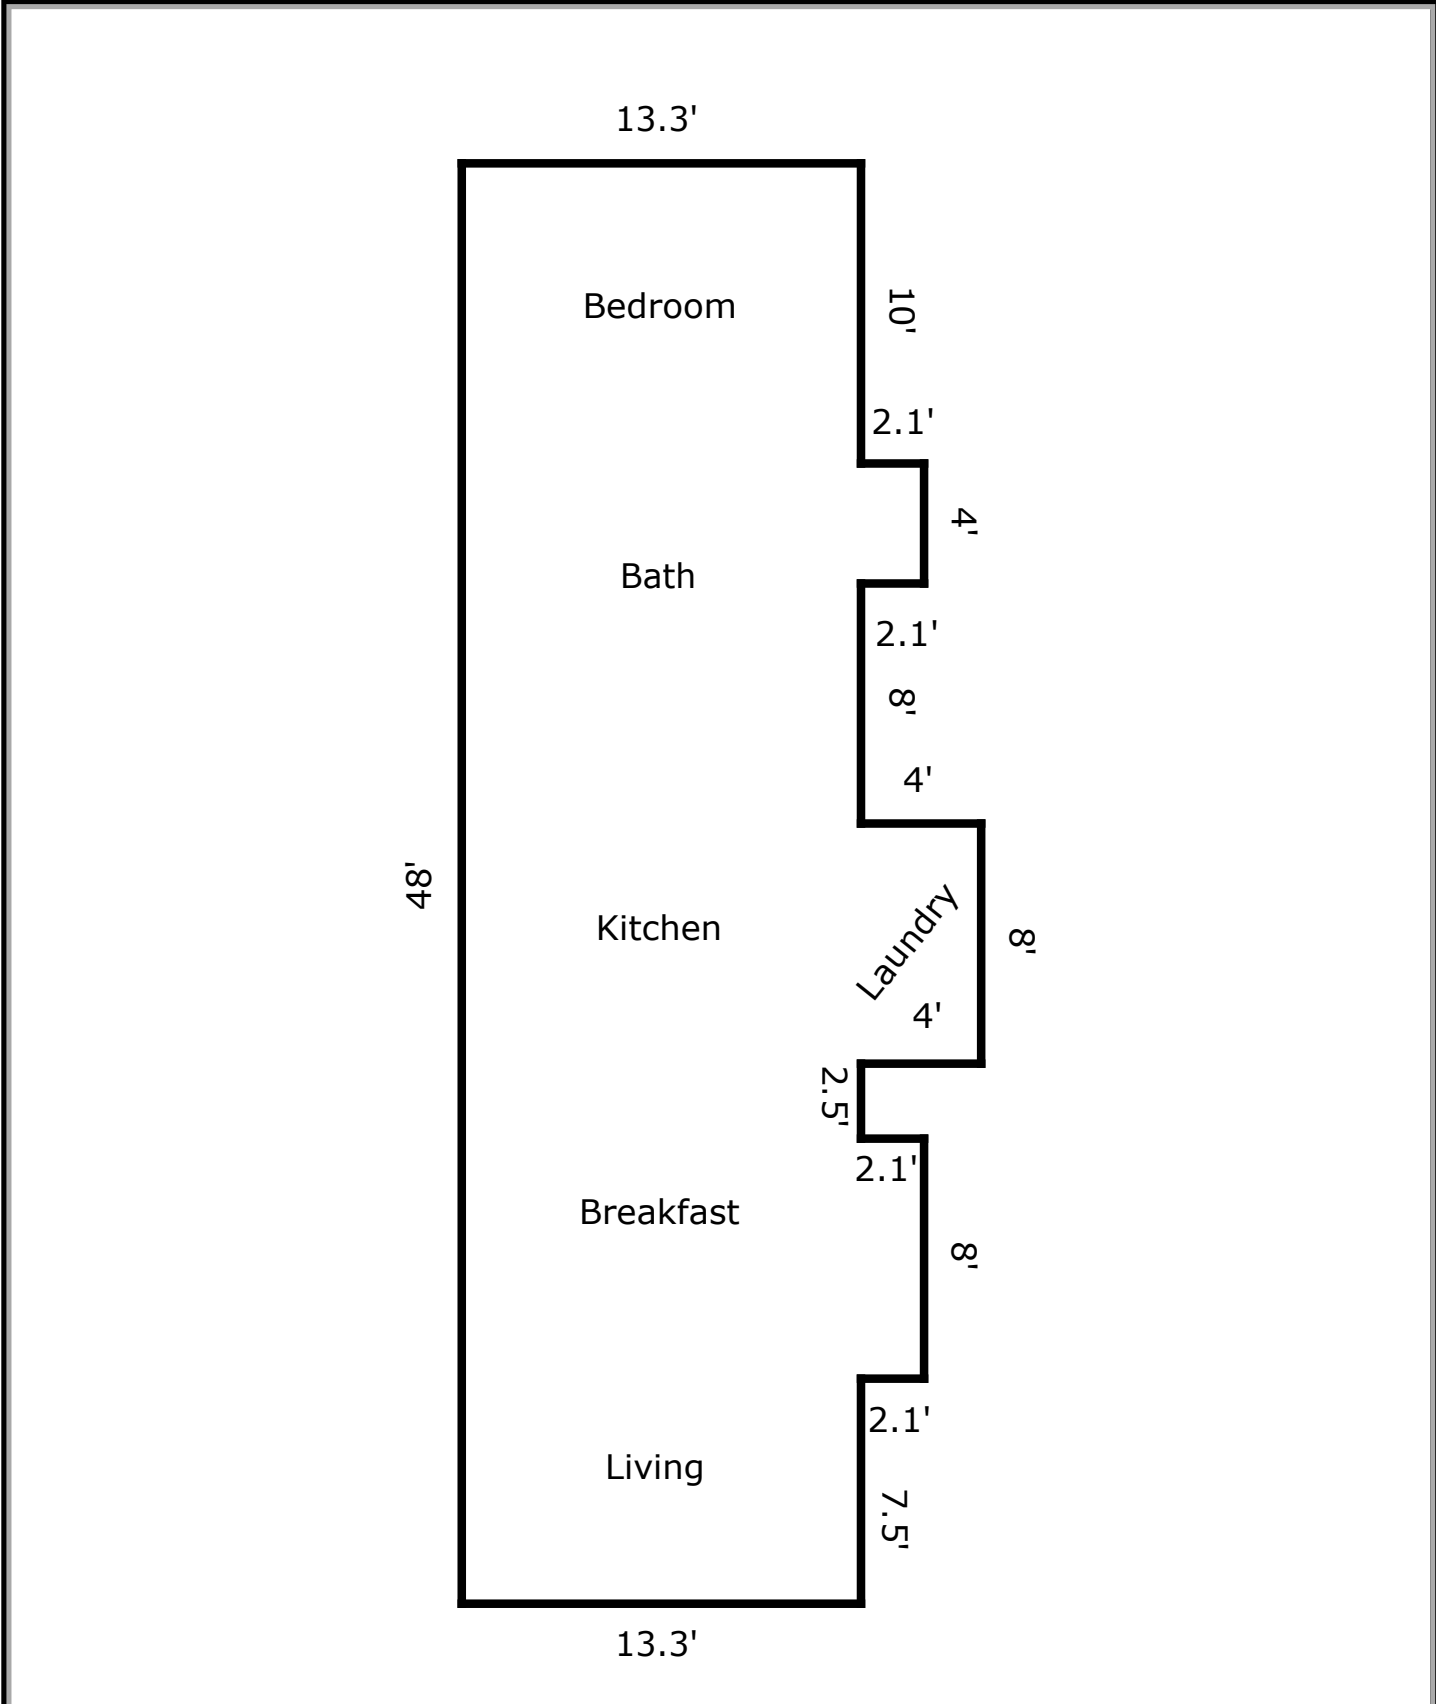 13.3'
Bedroom
10'
2.1'
4'
Bath
2.1'
8'
4'
48'
Kitchen
Laundry
8'
4'
2.5'
2.1'
Breakfast
8'
2.1'
Living
7.5'
13.3'